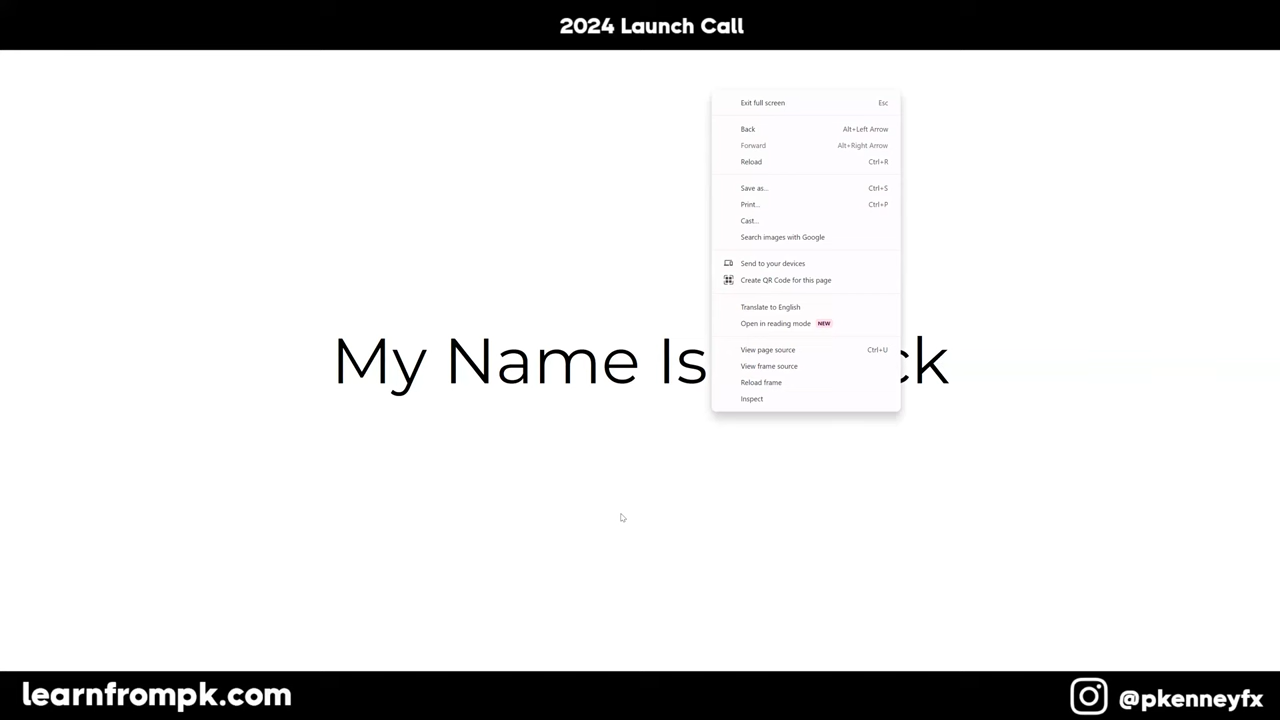 2024 Launch Call
Exit full screen Esc
Back Alt+Left Arrow
Forward Alt+Right Arrow
Reload Ctrl+R
Save as... Ctrl+S
Print... Ctrl+P
Cast...
Search images with Google
Send to your devices
Create QR Code for this page
Translate to English
Open in reading mode NEW
View page source Ctrl+U
My Name Is ck
View frame source
Reload frame
Inspect
learnfrompk.com
@pkenneyfx